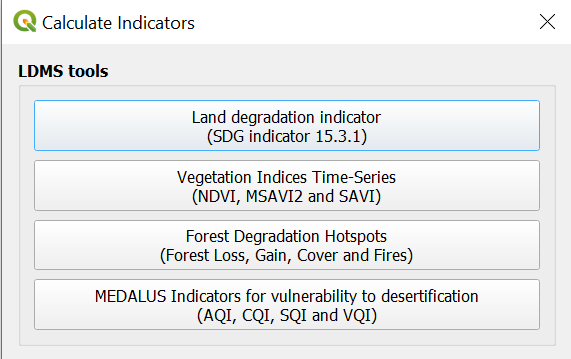 Calculate Indicators
LDMS tools
Land degradation indicator
(SDG indicator 15.3.1)
Vegetation Indices Time-Series
(NDVI, MSAVI2 and SAVI)
Forest Degradation Hotspots
(Forest Loss, Gain, Cover and Fires)
MEDALUS Indicators for vulnerability to desertification
(AQI, CQI, SQI and VQI)